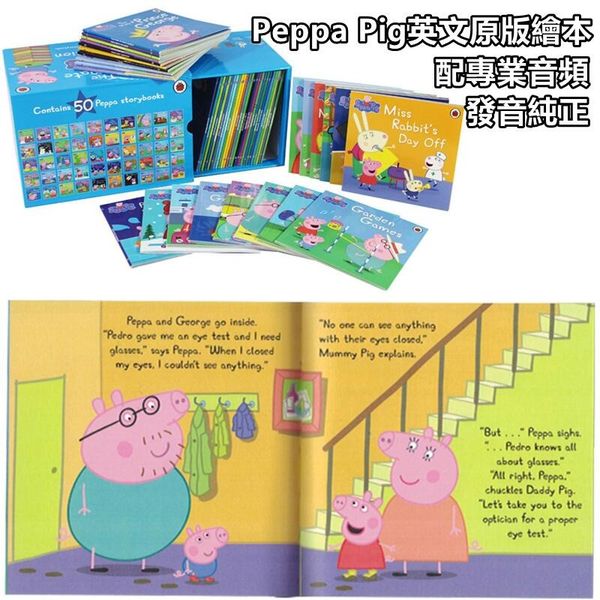 Peppa Pig英文原版繪本
配專業音頻
發音純正
Contains 50 Peppa storybooks
Prince
George
Miss
Rabbit's
Day Off
Garden
Games
Peppa and George go inside.
"Pedro gave me an eye test and I need
glasses," says Peppa. "When I closed
my eyes, I couldn't see anything."
"No one can see anything
with their eyes closed,"
Mummy Pig explains.
"But . . ." Peppa sighs.
". . . Pedro knows all
about glasses."
"All right, Peppa,"
chuckles Daddy Pig.
"Let's take you to the
optician for a proper
eye test."